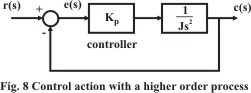 r(s)
+
-
e(s)
Kp
controller
1
Js²
c(s)
Fig. 8 Control action with a higher order process